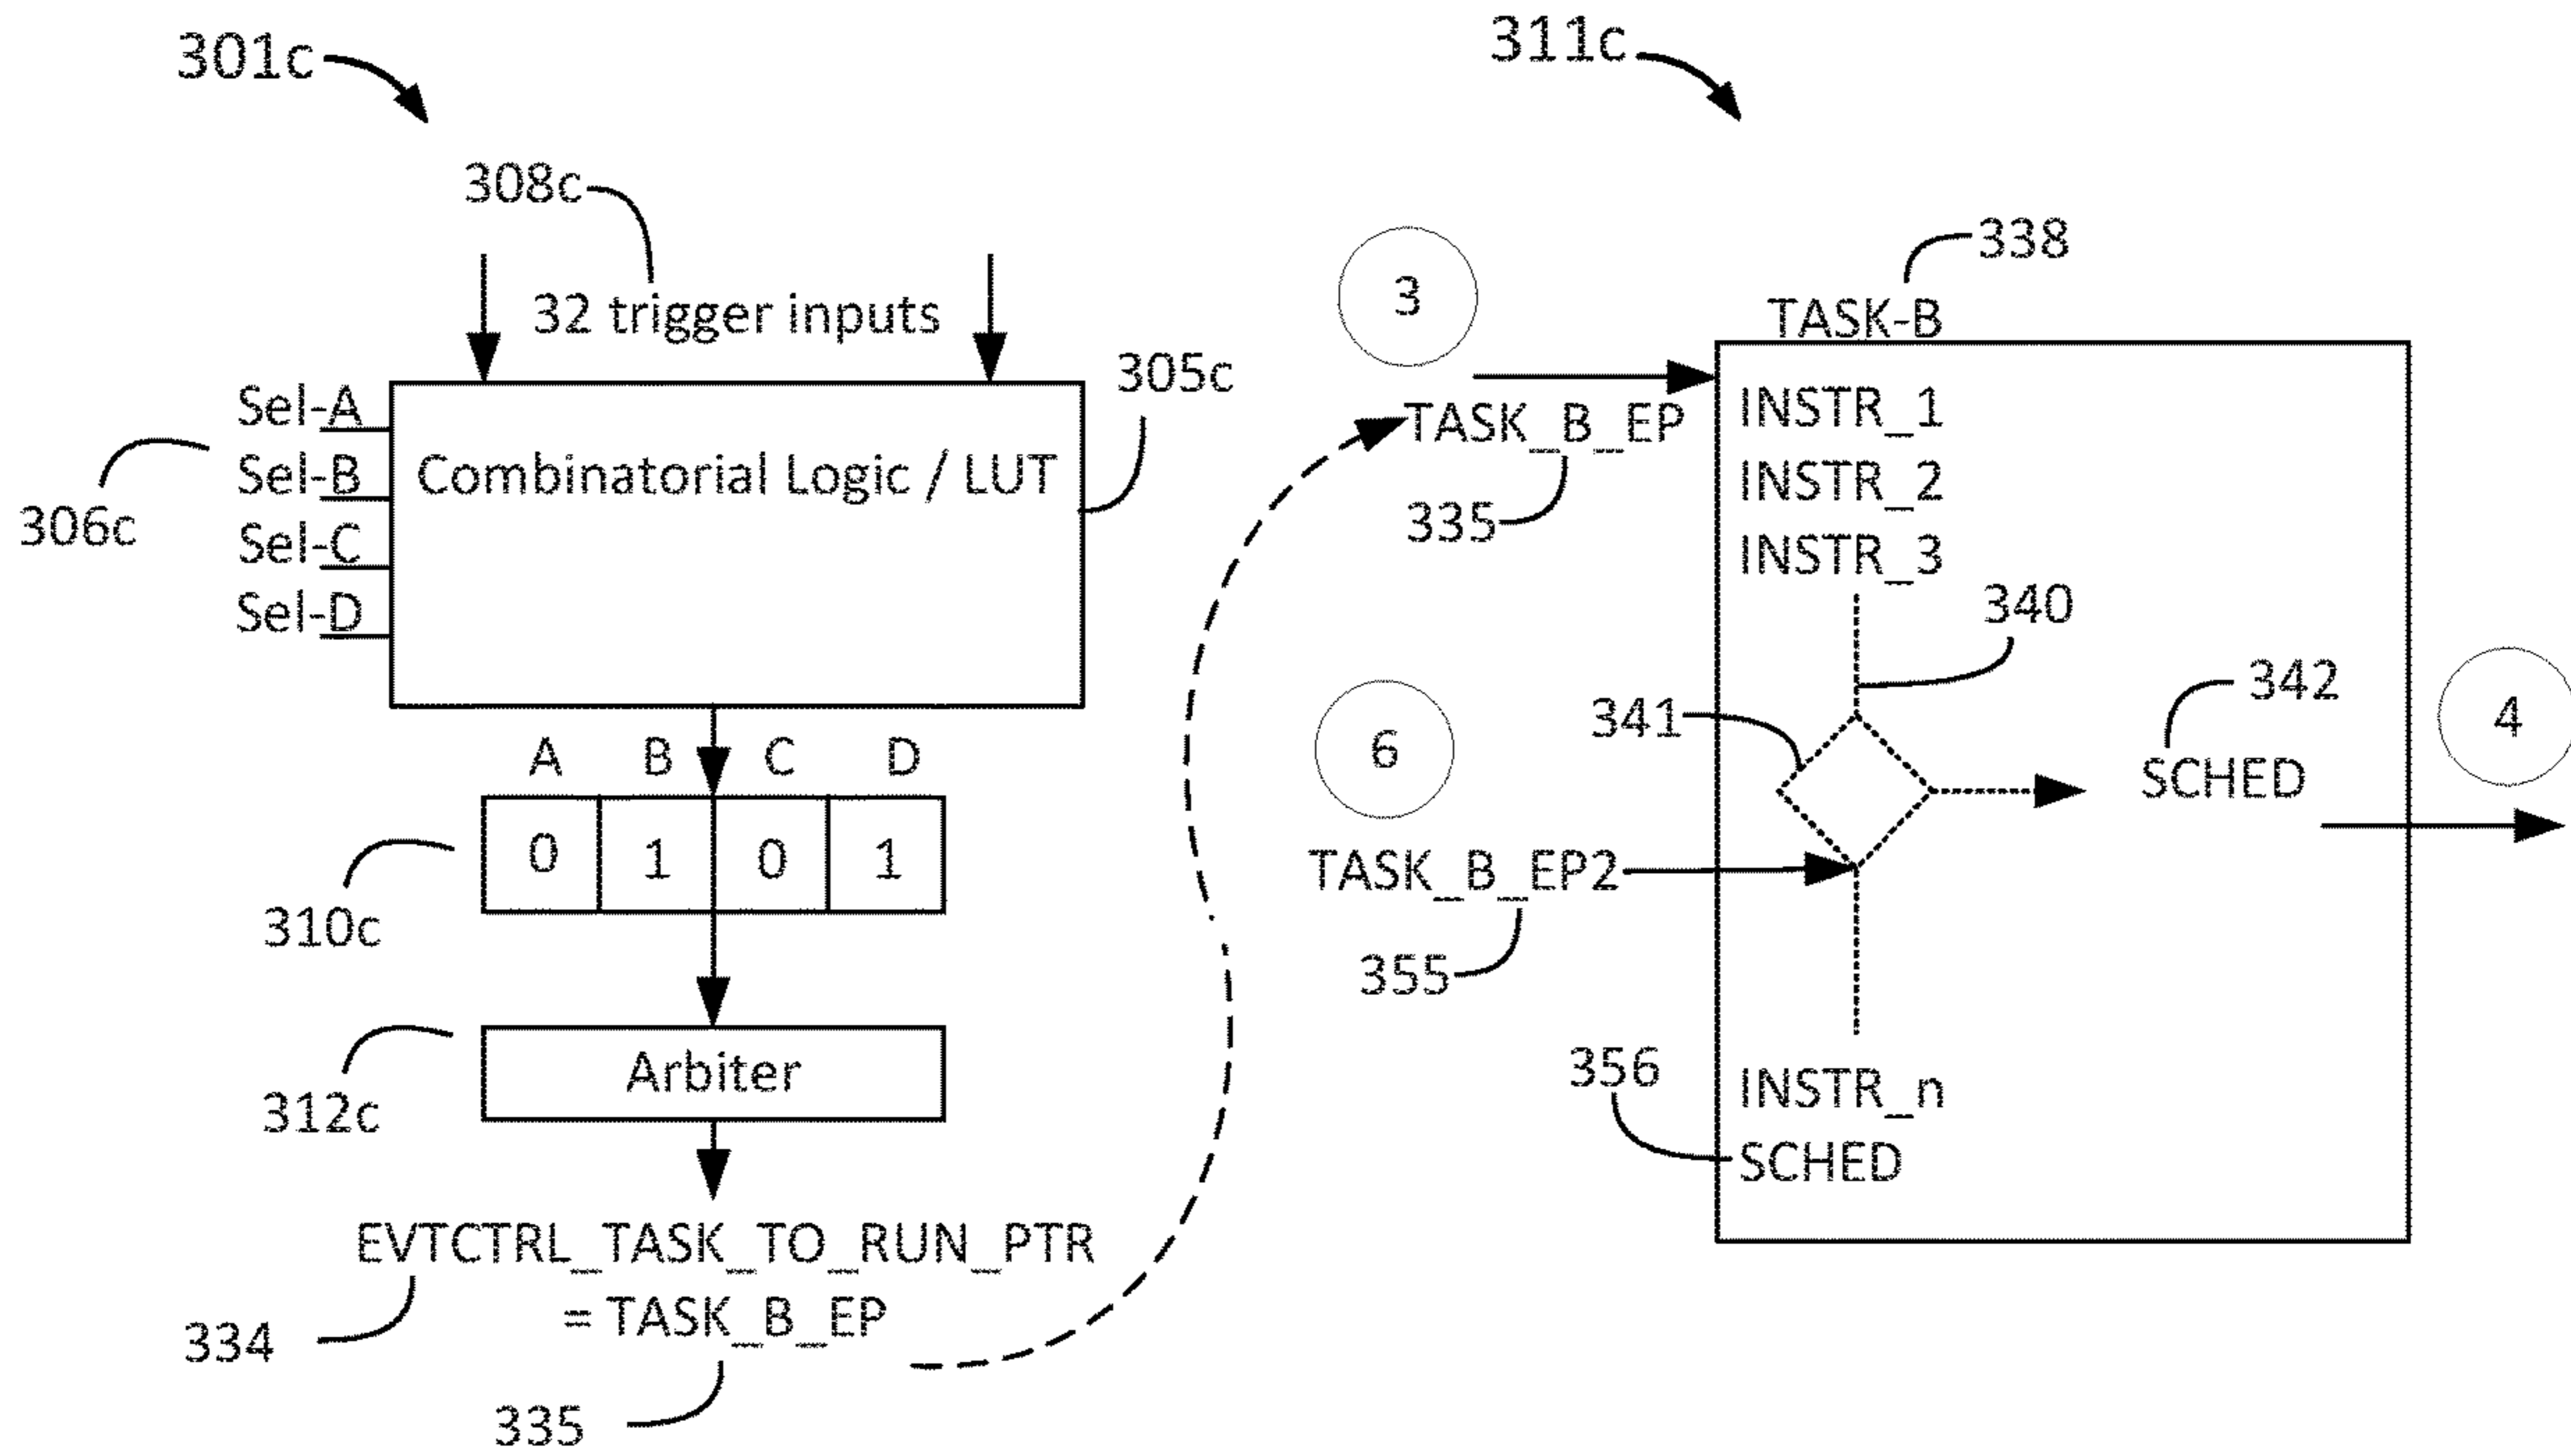 301c
308c
32 trigger inputs
305c
Sel-A
Sel-B
Sel-C
Sel-D
306c
Combinatorial Logic / LUT
A B C D
0 1 0 1
310c
Arbiter
312c
EVTCTRL_TASK_TO_RUN_PTR
= TASK_B_EP
334
335
311c
3
338
TASK-B
TASK_B_EP
335
INSTR_1
INSTR_2
INSTR_3
340
341
342
SCHED
4
6
TASK_B_EP2
355
356
INSTR_n
SCHED